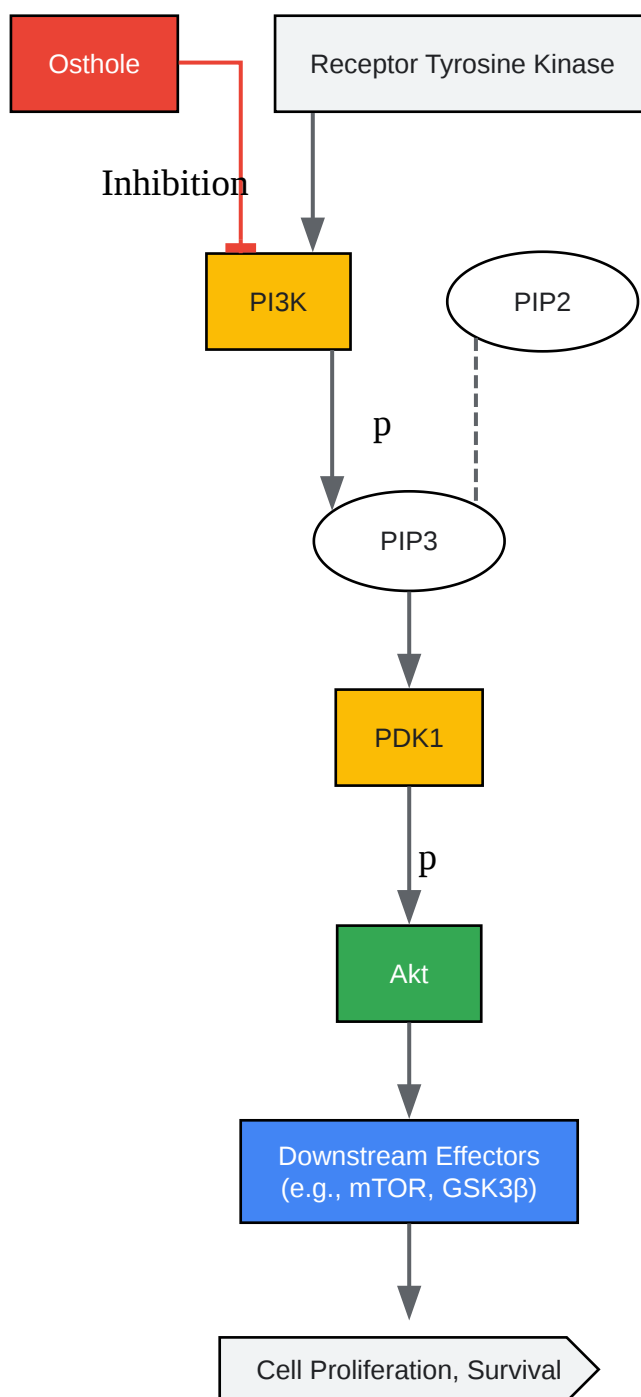 Osthole
Receptor Tyrosine Kinase
Inhibition
PI3K
PIP2
p
PIP3
PDK1
p
Akt
Downstream Effectors
(e.g., mTOR, GSK3β)
Cell Proliferation, Survival